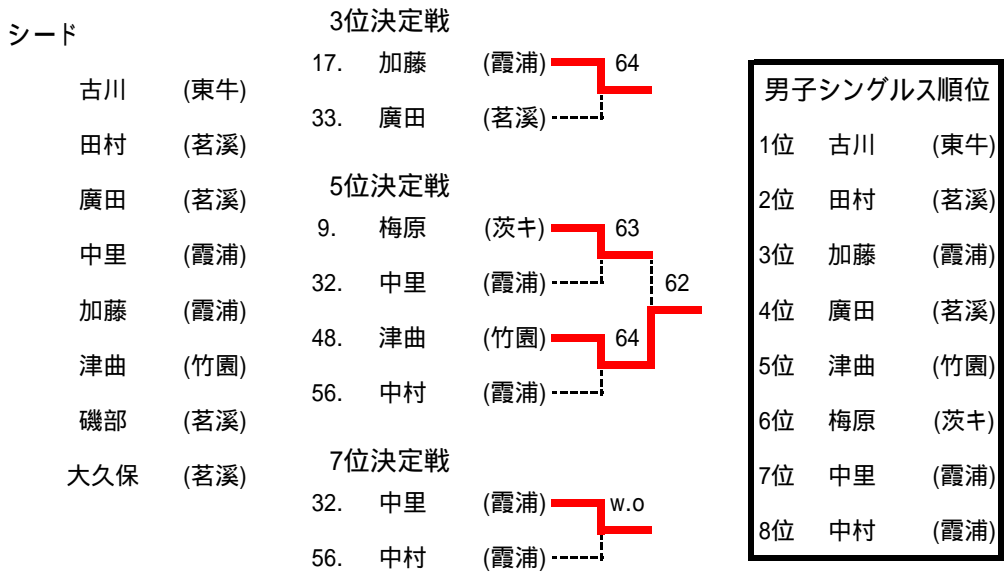 シード
古川 (東牛)
田村 (茗溪)
廣田 (茗溪)
中里 (霞浦)
加藤 (霞浦)
津曲 (竹園)
磯部 (茗溪)
大久保 (茗溪)
3位決定戦
17. 加藤 (霞浦) 64
33. 廣田 (茗溪)
5位決定戦
9. 梅原 (茨キ) 63
32. 中里 (霞浦)
62
48. 津曲 (竹園) 64
56. 中村 (霞浦)
7位決定戦
32. 中里 (霞浦) w.o
56. 中村 (霞浦)
男子シングルス順位
1位 古川 (東牛)
2位 田村 (茗溪)
3位 加藤 (霞浦)
4位 廣田 (茗溪)
5位 津曲 (竹園)
6位 梅原 (茨キ)
7位 中里 (霞浦)
8位 中村 (霞浦)